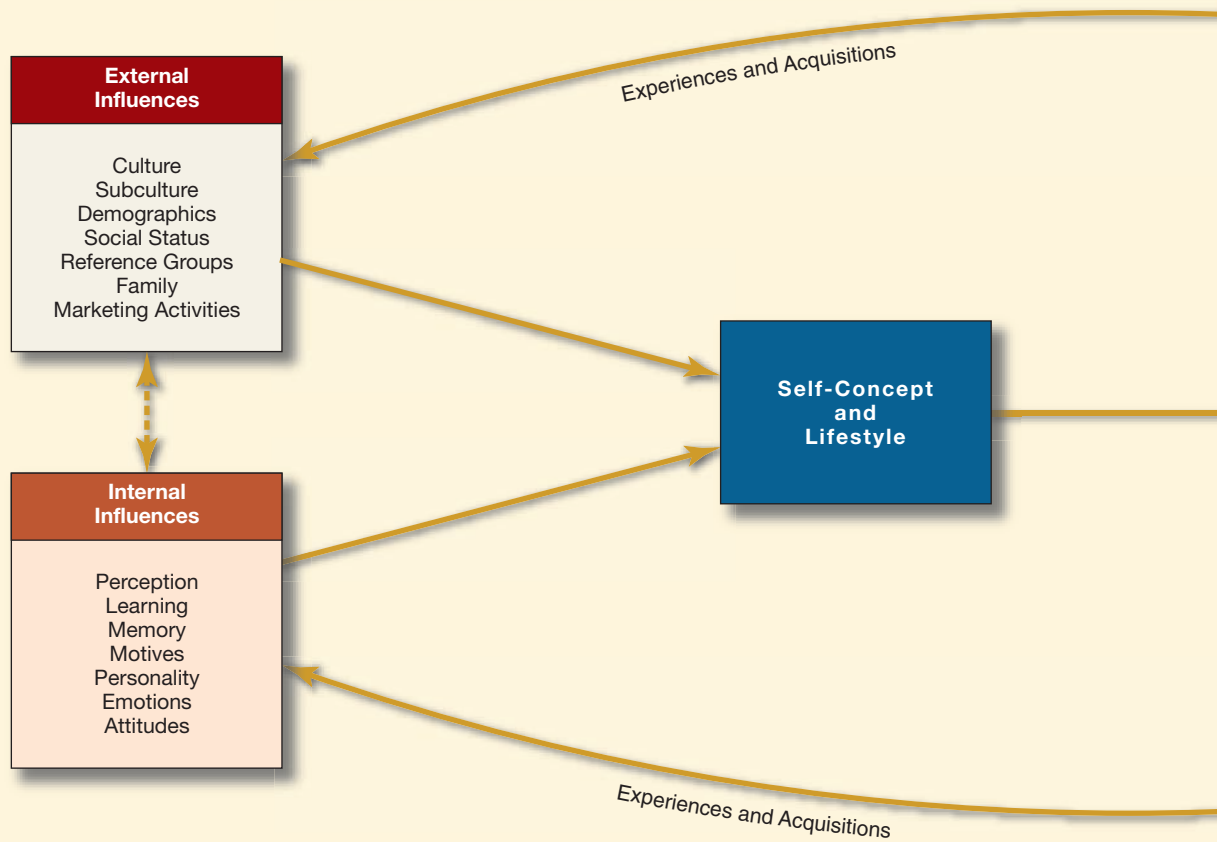 Experiences and Acquisitions
External
Influences
Culture
Subculture
Demographics
Social Status
Reference Groups
Family
Marketing Activities
Self-Concept
and
Lifestyle
Internal
Influences
Perception
Learning
Memory
Motives
Personality
Emotions
Attitudes
Experiences and Acquisitions